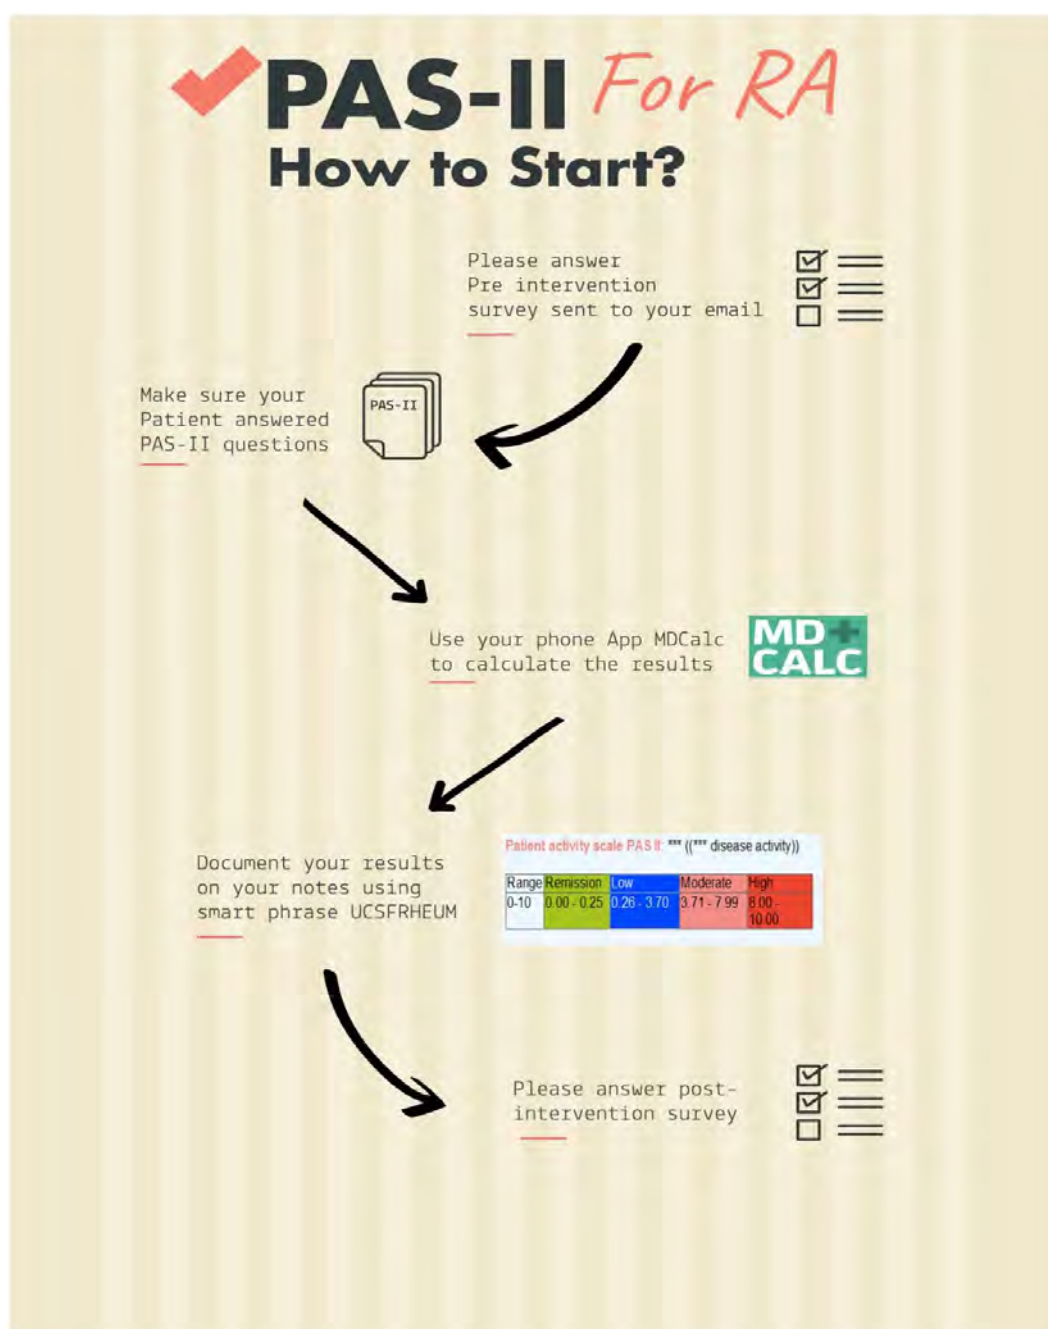 PAS-II For RA
How to Start?
Please answer
Pre intervention
survey sent to your email
Make sure your
Patient answered
PAS-II questions
PAS-II
Use your phone App MDCalc
to calculate the results
MD+
CALC
Document your results
on your notes using
smart phrase UCSFRHEUM
Patient activity scale PAS II: *** ((*** disease activity))
Range Remission Low Moderate High
0-10 0.00 - 0.25 0.26 - 3.70 3.71 - 7.99 8.00 -
10.00
Please answer post-
intervention survey